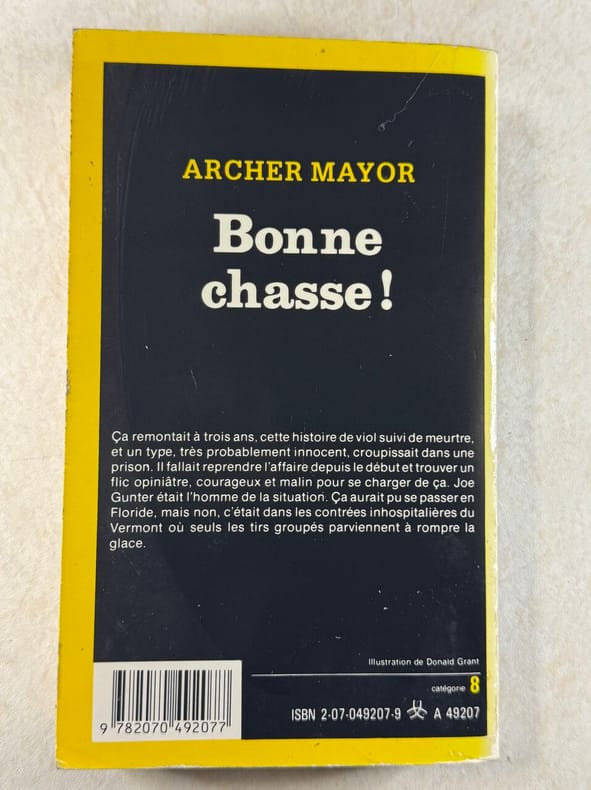 ARCHER MAYOR
Bonne
chasse !
Ça remontait à trois ans, cette histoire de viol suivi de meurtre,
et un type, très probablement innocent, croupissait dans une
prison. Il fallait reprendre l'affaire depuis le début et trouver un
flic opiniâtre, courageux et malin pour se charger de ça. Joe
Gunter était l'homme de la situation. Ça aurait pu se passer en
Floride, mais non, c'était dans les contrées inhospitalières du
Vermont où seuls les tirs groupés parviennent à rompre la
glace.
Illustration de Donald Grant
catégorie 8
ISBN 2-07-049207-9 A 49207
9 782070 492077